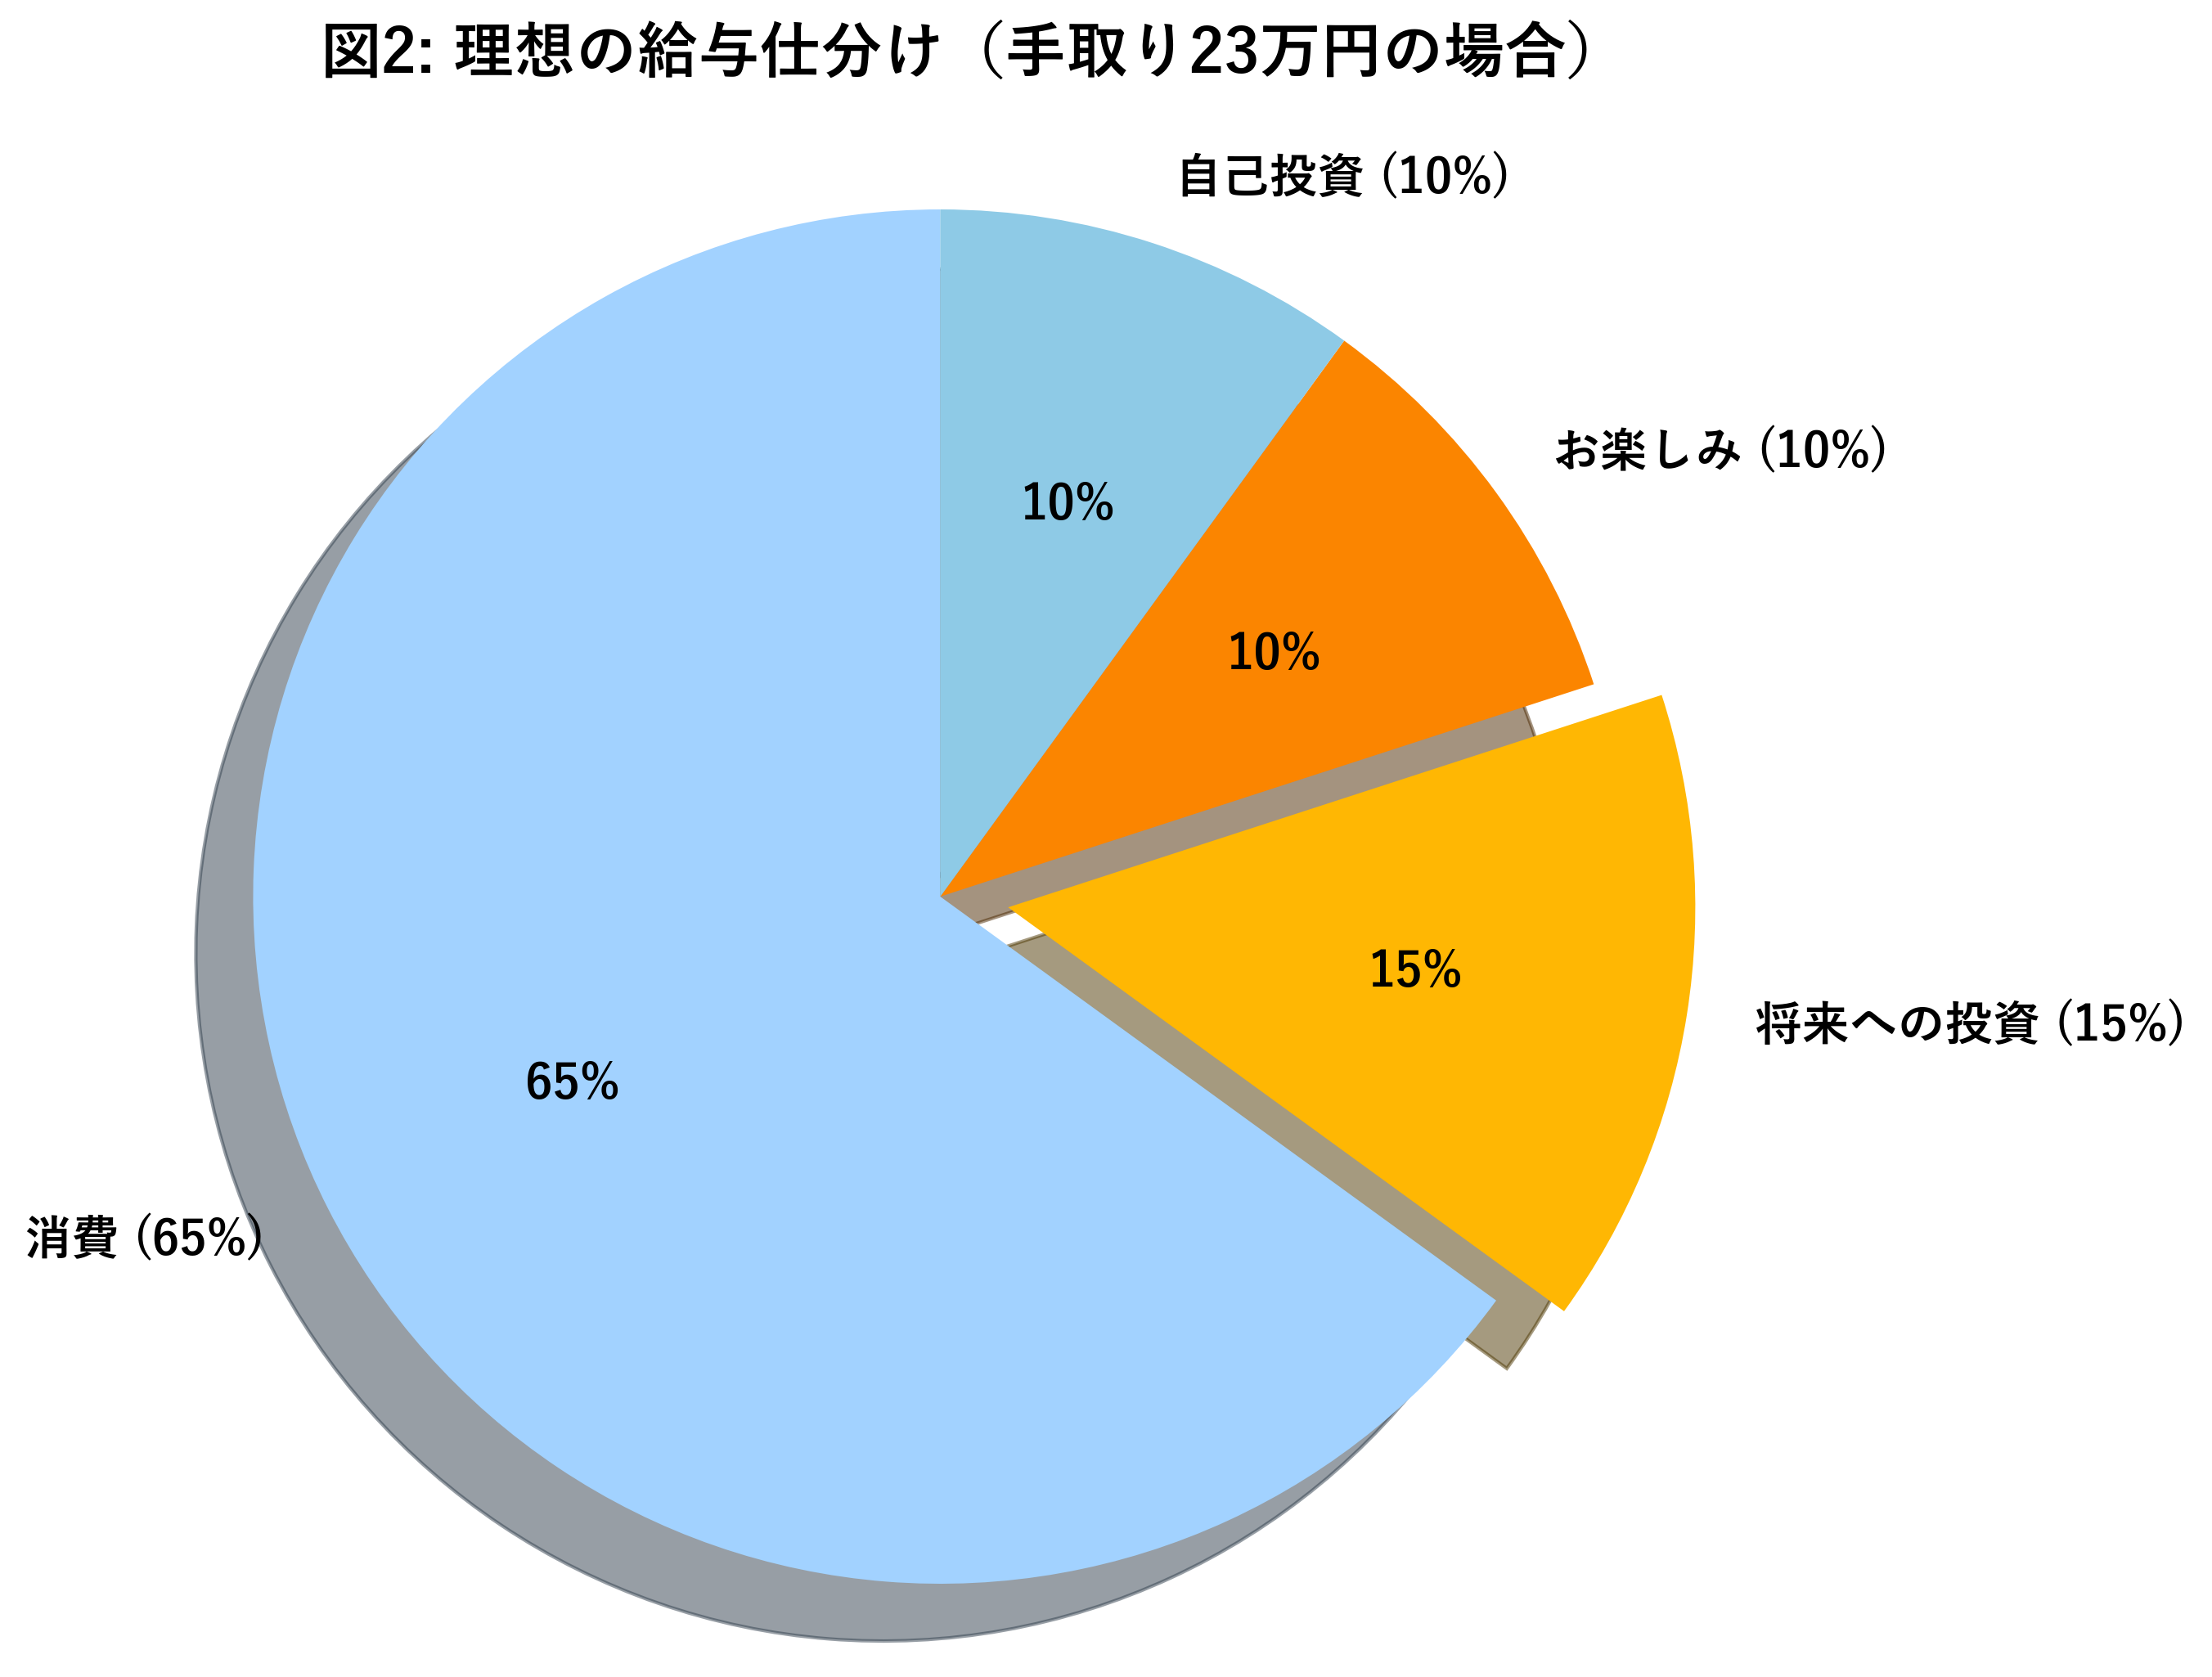 図2: 理想の給与仕分け（手取り23万円の場合）
自己投資 (10%)
お楽しみ (10%)
10%
10%
15%
将来への投資 (15%)
65%
消費 (65%)